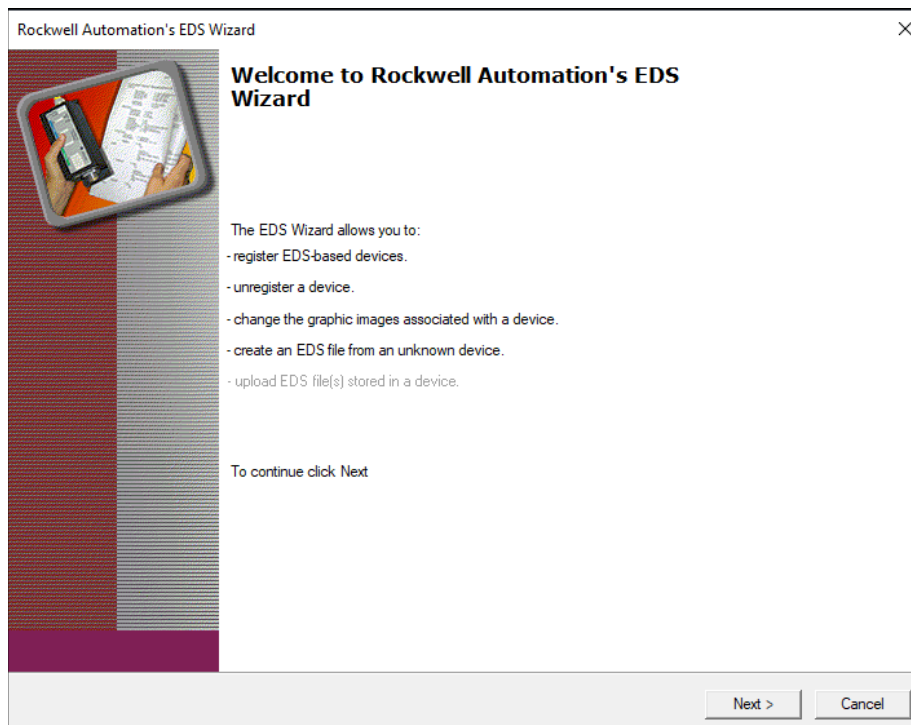 Rockwell Automation's EDS Wizard
Welcome to Rockwell Automation's EDS
Wizard
The EDS Wizard allows you to:
- register EDS-based devices.
- unregister a device.
- change the graphic images associated with a device.
- create an EDS file from an unknown device.
- upload EDS file(s) stored in a device.
To continue click Next
Next >
Cancel